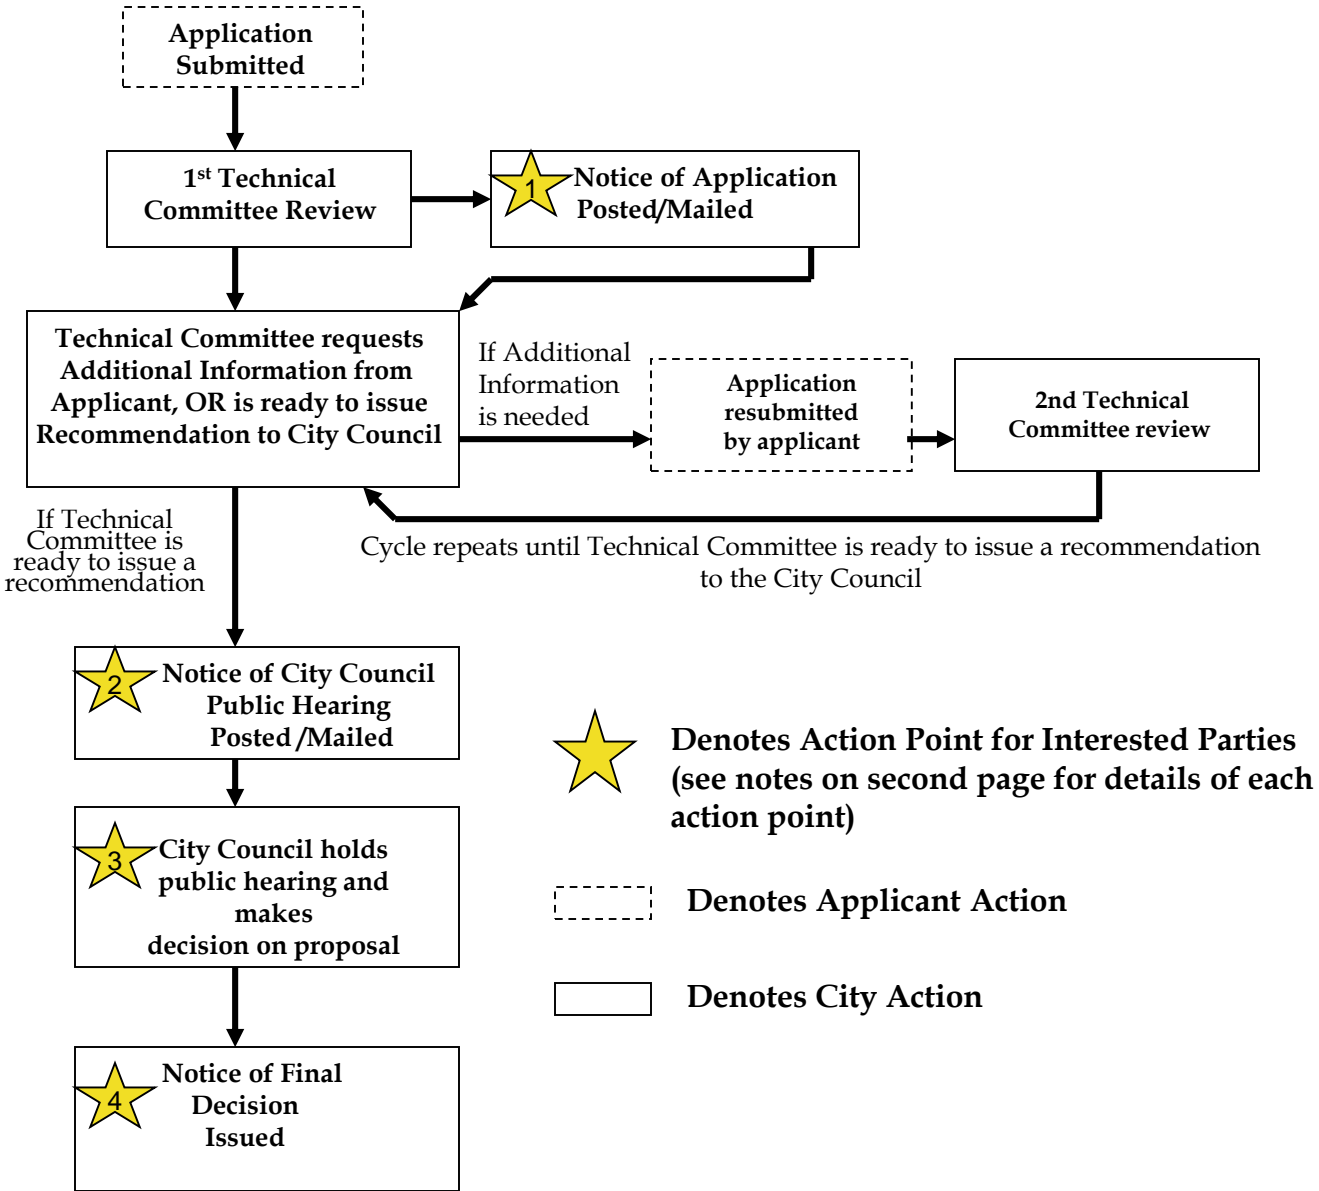 Application
Submitted
1st Technical
Committee Review
1
Notice of Application
Posted/Mailed
Technical Committee requests
Additional Information from
Applicant, OR is ready to issue
Recommendation to City Council
If Additional
Information
is needed
Application
resubmitted
by applicant
2nd Technical
Committee review
If Technical
Committee is
ready to issue a
recommendation
Cycle repeats until Technical Committee is ready to issue a recommendation
to the City Council
2
Notice of City Council
Public Hearing
Posted /Mailed
3
City Council holds
public hearing and
makes
decision on proposal
4
Notice of Final
Decision
Issued
Denotes Action Point for Interested Parties
(see notes on second page for details of each
action point)
Denotes Applicant Action
Denotes City Action